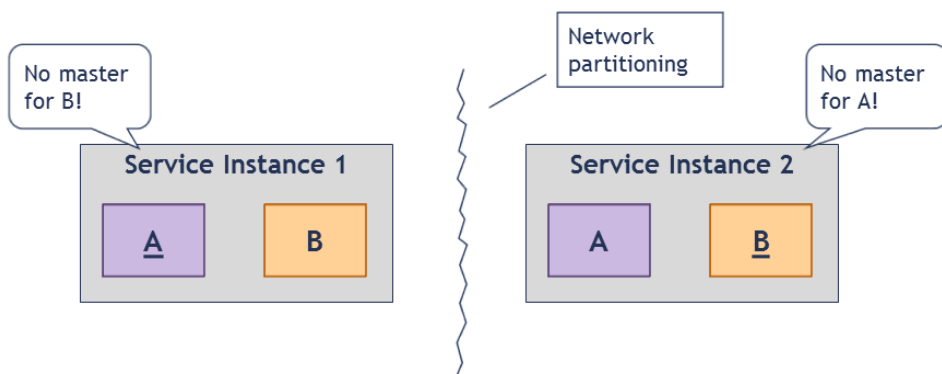 Network
partitioning
No master
for B!
No master
for A!
Service Instance 1
Service Instance 2
A
B
A
B